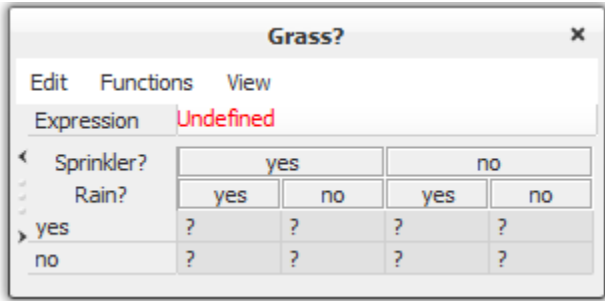 Grass? ×
Edit Functions View
Expression Undefined
Sprinkler? yes no
Rain? yes no yes no
yes ? ? ? ?
no ? ? ? ?